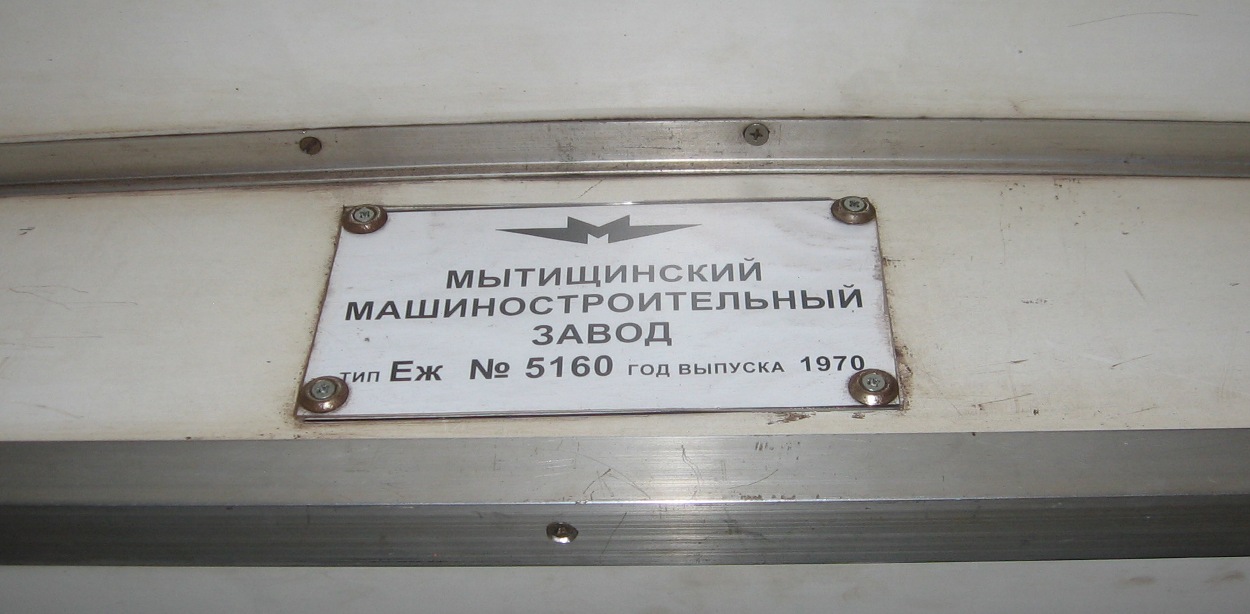 МЫТИЩИНСКИЙ
МАШИНОСТРОИТЕЛЬНЫЙ
ЗАВОД
ТИП Еж № 5160 ГОД ВЫПУСКА 1970